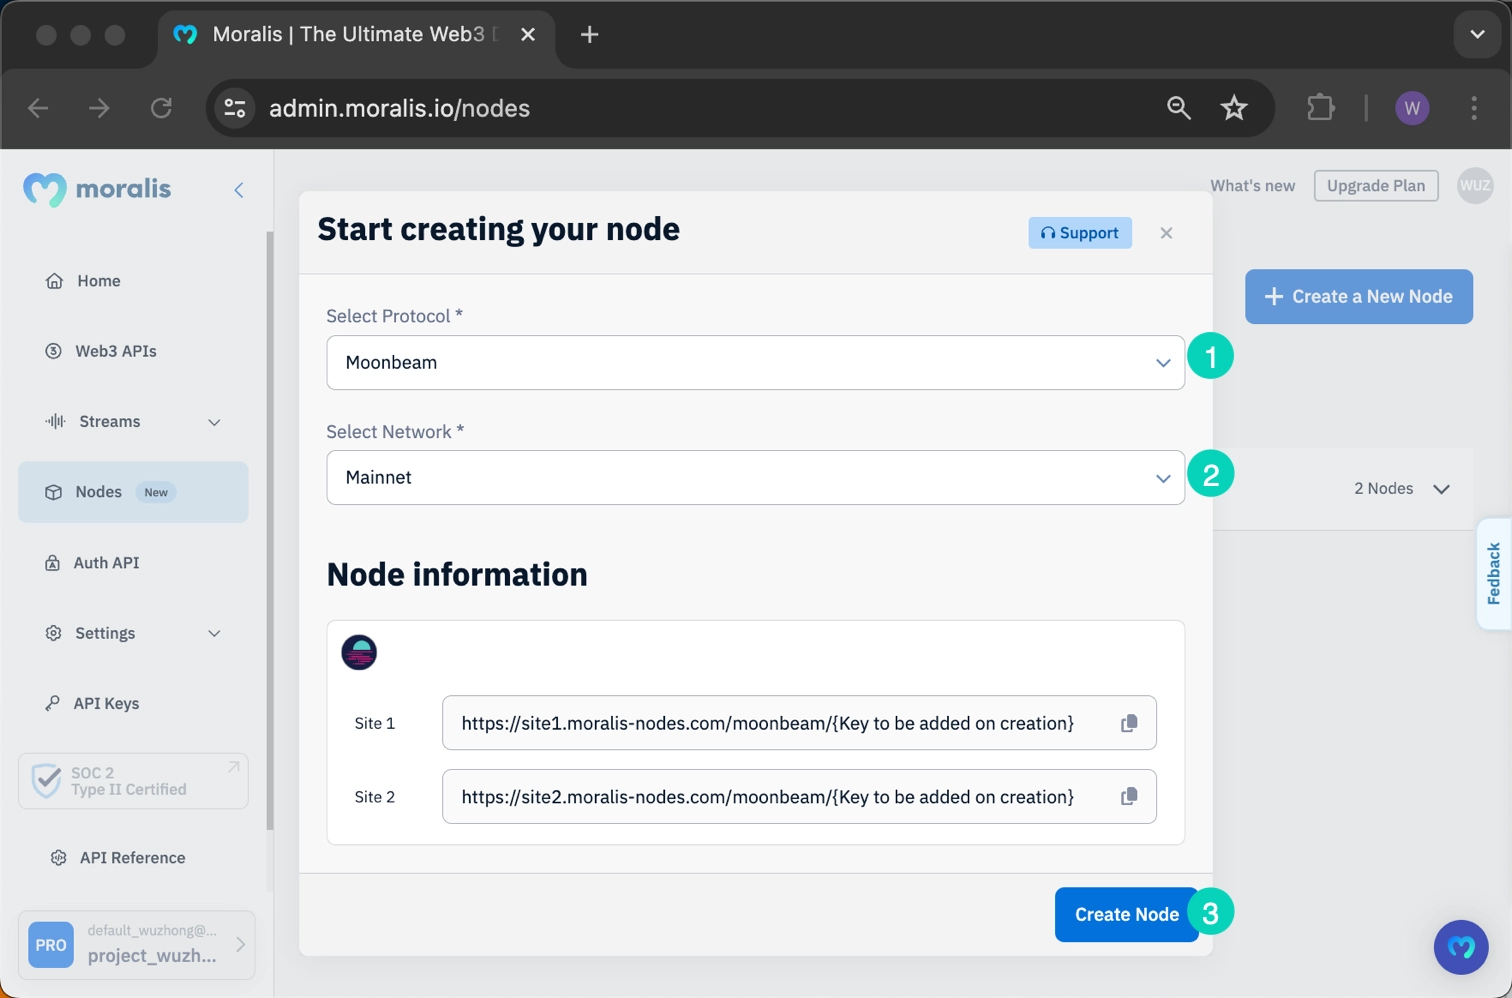 Moralis | The Ultimate Web3
admin.moralis.io/nodes
W
moralis
What's new
Upgrade Plan
WUZ
Start creating your node
Support
Create a New Node
Home
Web3 APIs
Streams
Nodes New
Auth API
Settings
API Keys
SOC 2
Type II Certified
API Reference
PRO
default_wuzhong@...
project_wuzh...
Select Protocol *
Moonbeam
1
Select Network *
Mainnet
2
2 Nodes
Fedback
Node information
Site 1
https://site1.moralis-nodes.com/moonbeam/{Key to be added on creation}
Site 2
https://site2.moralis-nodes.com/moonbeam/{Key to be added on creation}
Create Node
3